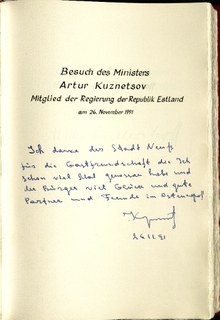 Besuch des Ministers
Artur Kuznetsov
Mitglied der Regierung der Republik Estland
am 26. November 1991
Ich danke der Stadt Neuß
für die Gastfreundschaft die Ich
schon viel Mal genossen habe und
der Bürger viel Glück und gute
Partner und Freunde in Osteuropa!
26.11.91